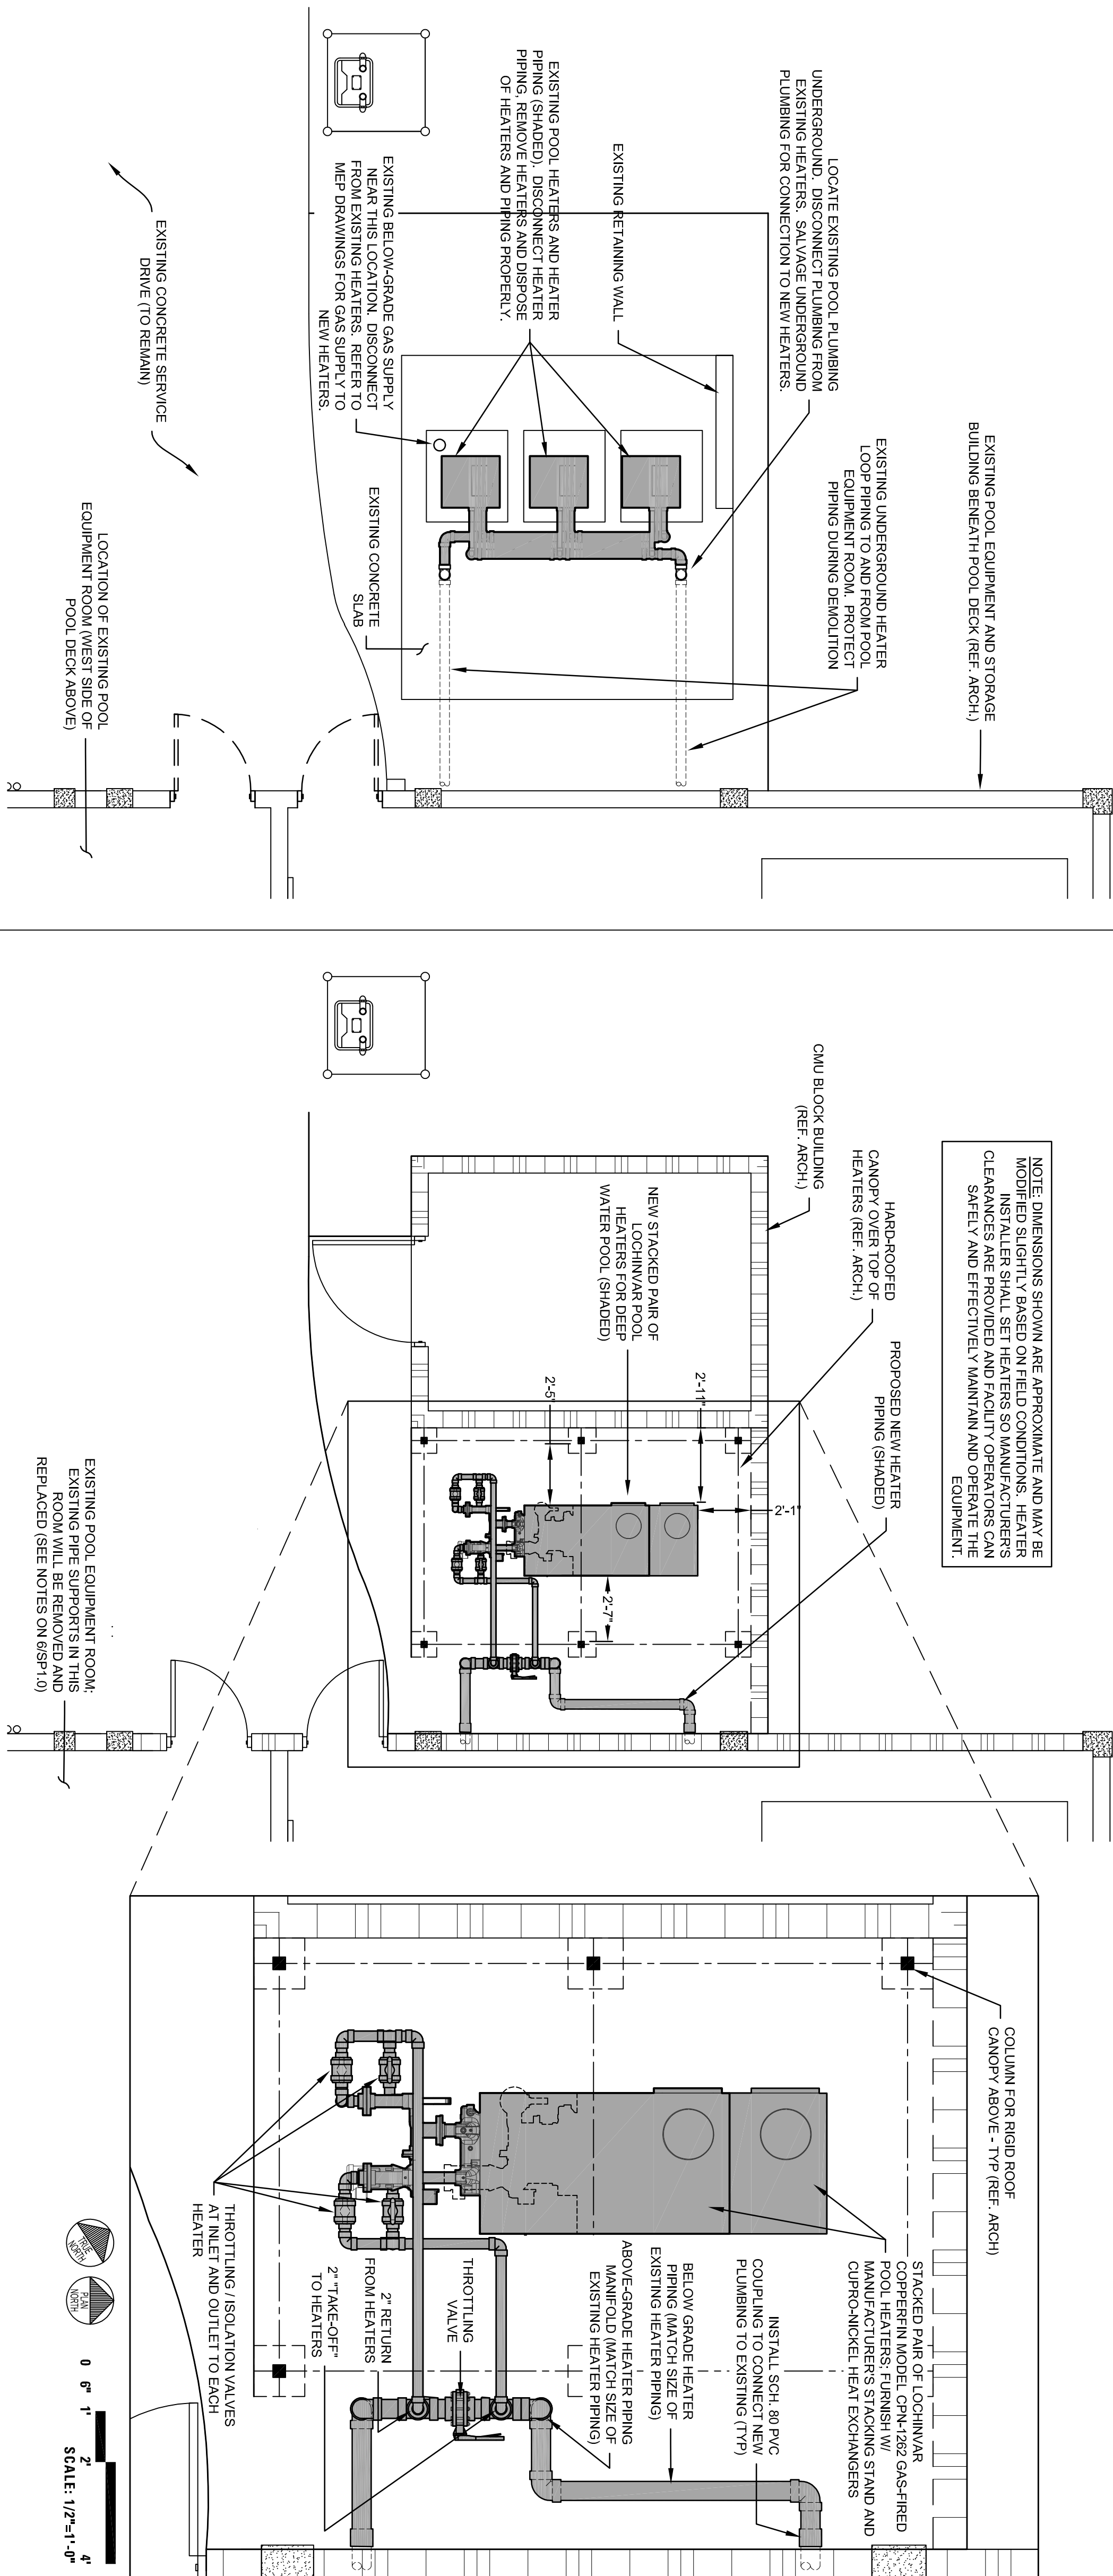 LOCATE EXISTING POOL PLUMBING
UNDERGROUND. DISCONNECT PLUMBING FROM
EXISTING HEATERS. SALVAGE UNDERGROUND
PLUMBING FOR CONNECTION TO NEW HEATERS.
EXISTING RETAINING WALL
EXISTING POOL HEATERS AND HEATER
PIPING (SHADED). DISCONNECT HEATER
PIPING, REMOVE HEATERS AND DISPOSE
OF HEATERS AND PIPING PROPERLY.
EXISTING BELOW-GRADE GAS SUPPLY
NEAR THIS LOCATION. DISCONNECT
FROM EXISTING HEATERS. REFER TO
MEP DRAWINGS FOR GAS SUPPLY TO
NEW HEATERS.
EXISTING CONCRETE SERVICE
DRIVE (TO REMAIN)
EXISTING POOL EQUIPMENT AND STORAGE
BUILDING BENEATH POOL DECK (REF. ARCH.)
EXISTING UNDERGROUND HEATER
LOOP PIPING TO AND FROM POOL
EQUIPMENT ROOM. PROTECT
PIPING DURING DEMOLITION
EXISTING CONCRETE
SLAB
LOCATION OF EXISTING POOL
EQUIPMENT ROOM (WEST SIDE OF
POOL DECK ABOVE)
NOTE: DIMENSIONS SHOWN ARE APPROXIMATE AND MAY BE
MODIFIED SLIGHTLY BASED ON FIELD CONDITIONS. HEATER
INSTALLER SHALL SET HEATERS SO MANUFACTURER'S
CLEARANCES ARE PROVIDED AND FACILITY OPERATORS CAN
SAFELY AND EFFECTIVELY MAINTAIN AND OPERATE THE
EQUIPMENT.
CMU BLOCK BUILDING
(REF. ARCH.)
HARD-ROOFED
CANOPY OVER TOP OF
HEATERS (REF. ARCH.)
PROPOSED NEW HEATER
PIPING (SHADED)
NEW STACKED PAIR OF
LOCHINVAR POOL
HEATERS FOR DEEP
WATER POOL (SHADED)
2'-11"
2'-1"
2'-5"
2'-7"
EXISTING POOL EQUIPMENT ROOM;
EXISTING PIPE SUPPORTS IN THIS
ROOM WILL BE REMOVED AND
REPLACED (SEE NOTES ON 6/SP1.0)
COLUMN FOR RIGID ROOF
CANOPY ABOVE - TYP (REF. ARCH)
STACKED PAIR OF LOCHINVAR
COPPERFIN MODEL CPN-1262 GAS-FIRED
POOL HEATERS; FURNISH W/
MANUFACTURER'S STACKING STAND AND
CUPRO-NICKEL HEAT EXCHANGERS
INSTALL SCH. 80 PVC
COUPLING TO CONNECT NEW
PLUMBING TO EXISTING (TYP)
BELOW GRADE HEATER
PIPING (MATCH SIZE OF
EXISTING HEATER PIPING)
ABOVE-GRADE HEATER PIPING
MANIFOLD (MATCH SIZE OF
EXISTING HEATER PIPING)
THROTTLING
VALVE
2" RETURN
FROM HEATERS
2" "TAKE-OFF"
TO HEATERS
THROTTLING / ISOLATION VALVES
AT INLET AND OUTLET TO EACH
HEATER
TRUE
NORTH
PLAN
NORTH
0 6" 1' 2' 4'
SCALE: 1/2"=1'-0"